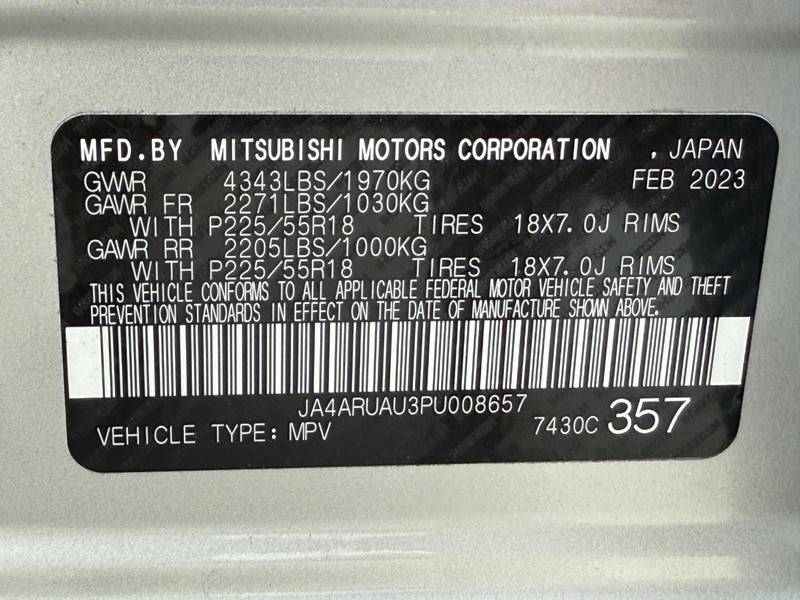 MFD.BY MITSUBISHI MOTORS CORPORATION , JAPAN
GVWR 4343LBS/1970KG FEB 2023
GAWR FR 2271LBS/1030KG
WITH P225/55R18 TIRES 18X7.0J RIMS
GAWR RR 2205LBS/1000KG
WITH P225/55R18 TIRES 18X7.0J RIMS
THIS VEHICLE CONFORMS TO ALL APPLICABLE FEDERAL MOTOR VEHICLE SAFETY AND THEFT
PREVENTION STANDARDS IN EFFECT ON THE DATE OF MANUFACTURE SHOWN ABOVE.
JA4ARUAU3PU008657
VEHICLE TYPE: MPV 7430C 357